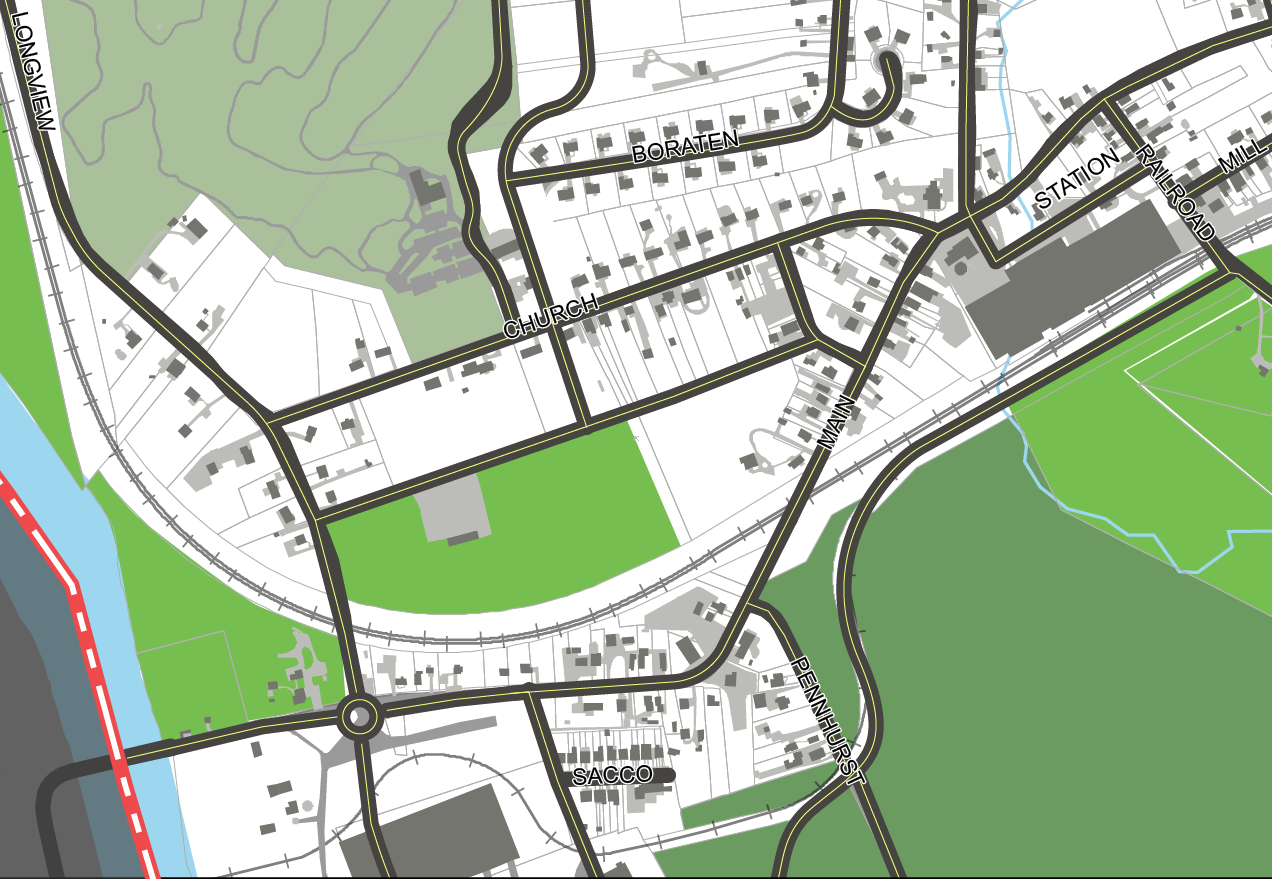 LONGVIEW
BORATEN
STATION
RAILROAD
MILL
CHURCH
MAIN
PENNHURST
SACCO